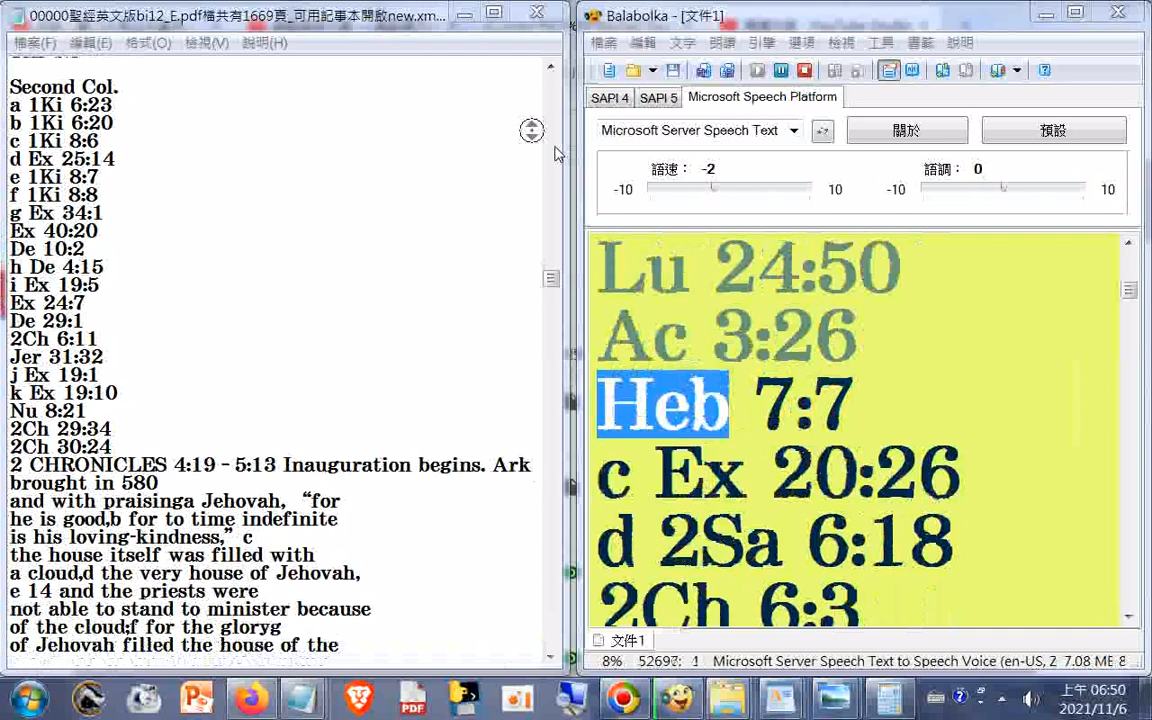 00000聖經英文版bi12_E.pdf檔共有1669頁_可用記事本開啟new.xm...
檔案(F) 編輯(E) 格式(O) 檢視(V) 說明(H)
Second Col.
a 1Ki 6:23
b 1Ki 6:20
c 1Ki 8:6
d Ex 25:14
e 1Ki 8:7
f 1Ki 8:8
g Ex 34:1
Ex 40:20
De 10:2
h De 4:15
i Ex 19:5
Ex 24:7
De 29:1
2Ch 6:11
Jer 31:32
j Ex 19:1
k Ex 19:10
Nu 8:21
2Ch 29:34
2Ch 30:24
2 CHRONICLES 4:19 - 5:13 Inauguration begins. Ark
brought in 580
and with praisinga Jehovah, “for
he is good,b for to time indefinite
is his loving-kindness,” c
the house itself was filled with
a cloud,d the very house of Jehovah,
e 14 and the priests were
not able to stand to minister because
of the cloud;f for the gloryg
of Jehovah filled the house of the
Balabolka - [文件1]
檔案 編輯 文字 朗讀 引擎 選項 檢視 工具 書籤 說明
SAPI 4 SAPI 5 Microsoft Speech Platform
Microsoft Server Speech Text 關於 預設
語速： -2 語調： 0
-10 10 -10 10
Lu 24:50
Ac 3:26
Heb 7:7
c Ex 20:26
d 2Sa 6:18
2Ch 6:3
文件1
8% 52697: 1 Microsoft Server Speech Text to Speech Voice (en-US, 2 7.08 MB 8
PDF
上午 06:50
2021/11/6